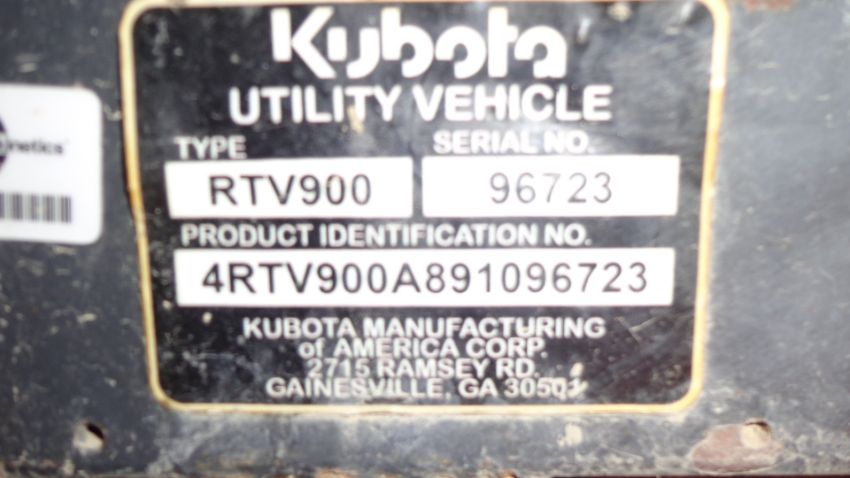 Kubota
UTILITY VEHICLE
TYPE SERIAL NO.
RTV900 96723
PRODUCT IDENTIFICATION NO.
4RTV900A891096723
KUBOTA MANUFACTURING
of AMERICA CORP.
2715 RAMSEY RD.
GAINESVILLE, GA 30501
netics